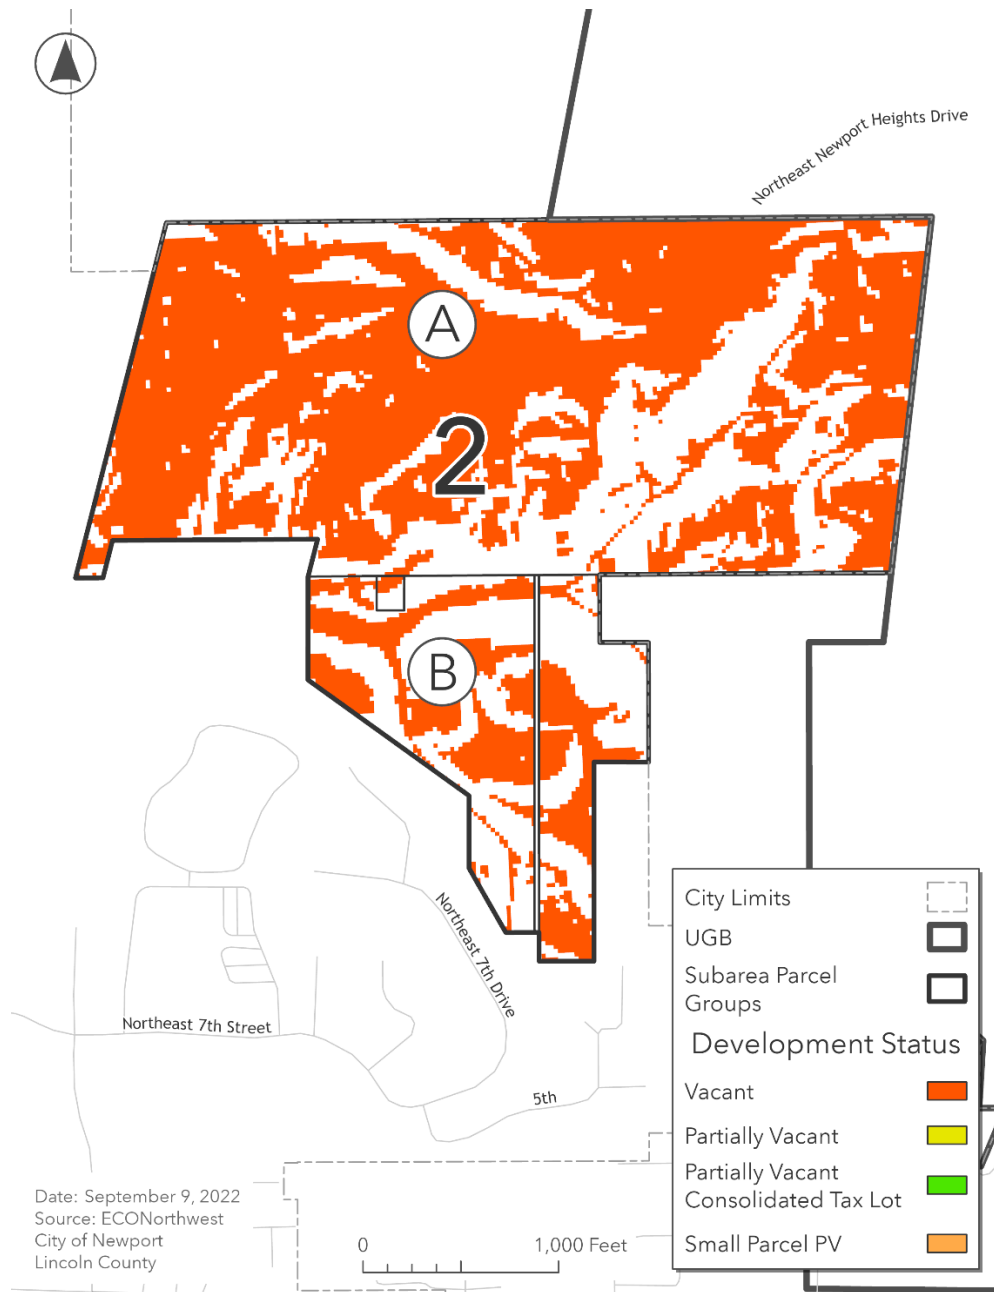 Northeast Newport Heights Drive
A
2
B
Northeast 7th Drive
Northeast 7th Street
5th
City Limits
UGB
Subarea Parcel
Groups
Development Status
Vacant
Partially Vacant
Partially Vacant
Consolidated Tax Lot
Small Parcel PV
Date: September 9, 2022
Source: ECONorthwest
City of Newport
Lincoln County
0 1,000 Feet